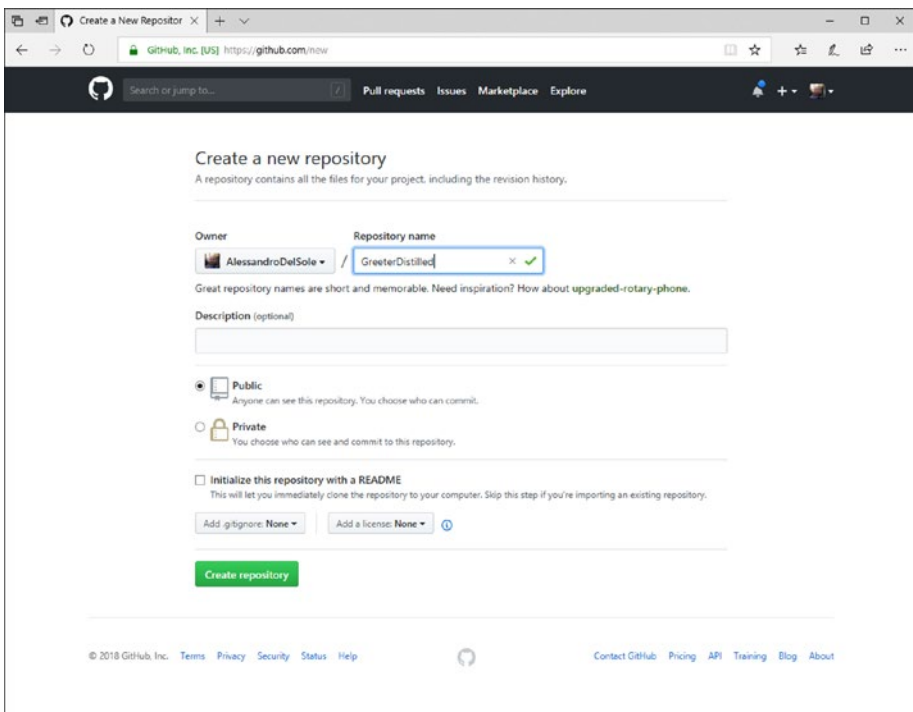 Create a New Repositor
GitHub, Inc. [US] https://github.com/new
Search or jump to... / Pull requests Issues Marketplace Explore
Create a new repository
A repository contains all the files for your project, including the revision history.
Owner Repository name
AlessandroDelSole / GreeterDistilled
Great repository names are short and memorable. Need inspiration? How about upgraded-rotary-phone.
Description (optional)
Public
Anyone can see this repository. You choose who can commit.
Private
You choose who can see and commit to this repository.
Initialize this repository with a README
This will let you immediately clone the repository to your computer. Skip this step if you're importing an existing repository.
Add .gitignore: None Add a license: None
Create repository
© 2018 GitHub, Inc. Terms Privacy Security Status Help Contact GitHub Pricing API Training Blog About